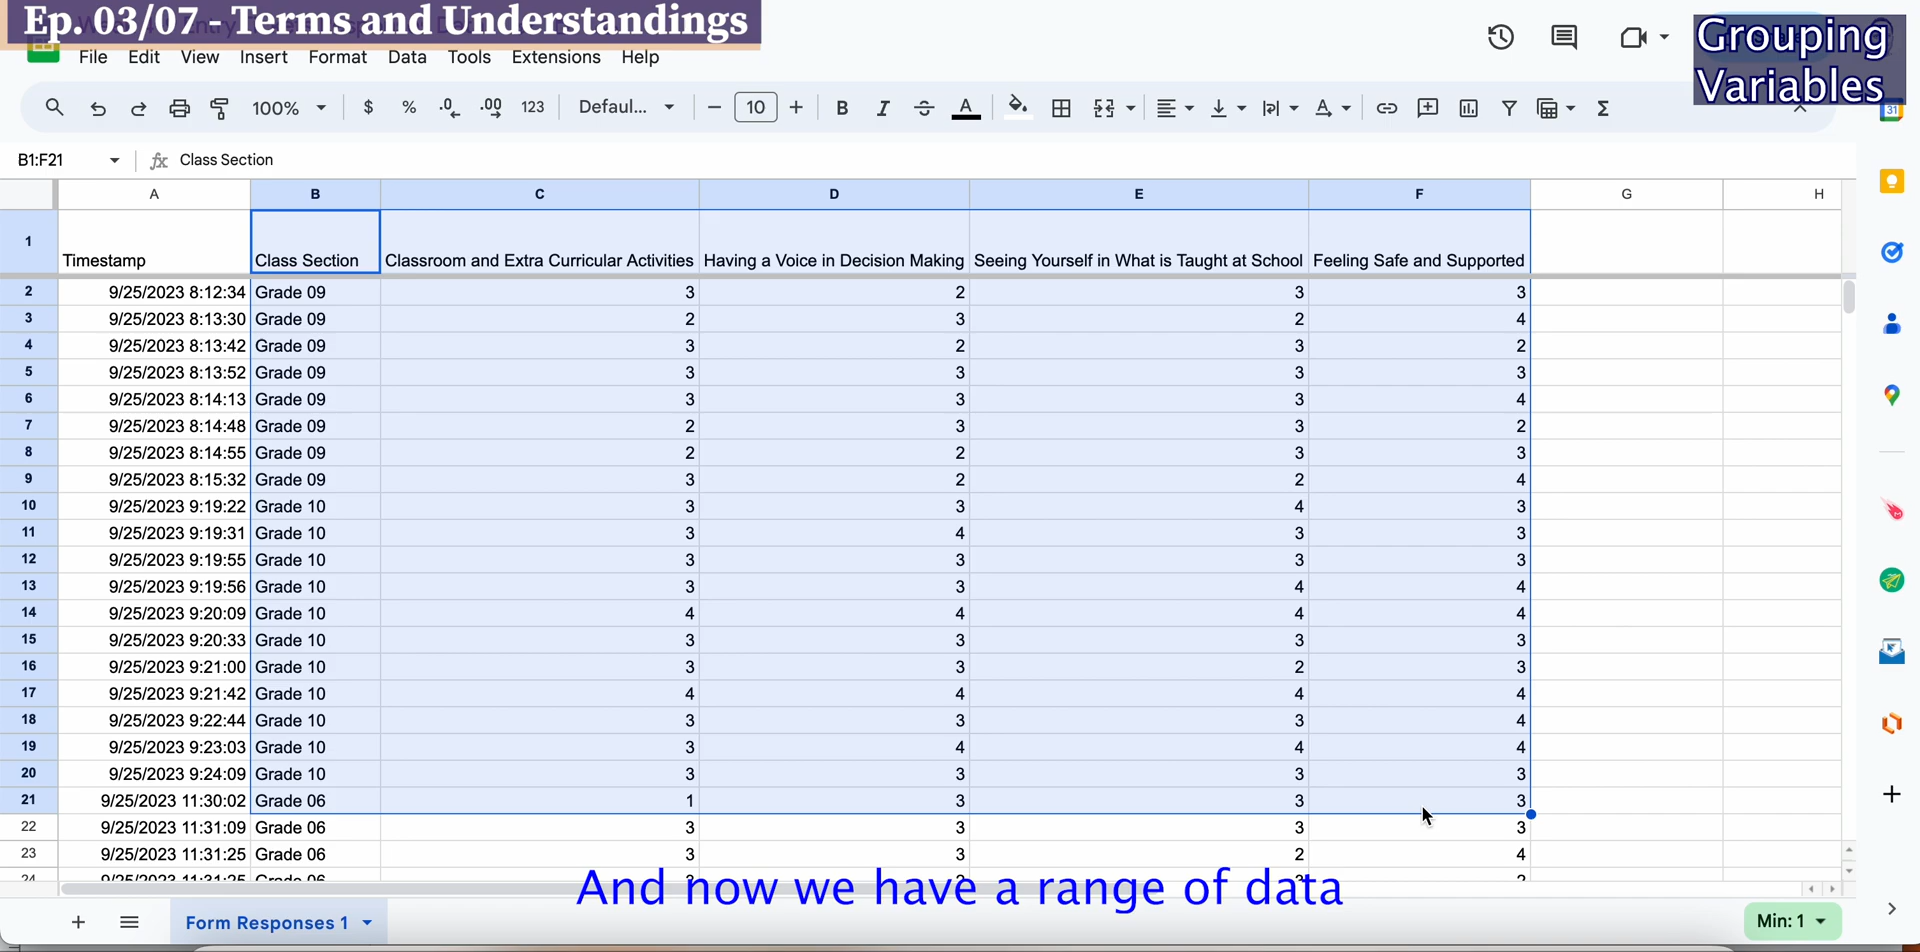 Ep. 03/07 - Terms and Understandings
Grouping
Variables
File Edit View Insert Format Data Tools Extensions Help
100% $ % .0 .00 123 Defaul... - 10 + B I A
31
B1:F21 fx Class Section
A B C D E F G H
1 Timestamp Class Section Classroom and Extra Curricular Activities Having a Voice in Decision Making Seeing Yourself in What is Taught at School Feeling Safe and Supported
2 9/25/2023 8:12:34 Grade 09 3 2 3 3
3 9/25/2023 8:13:30 Grade 09 2 3 2 4
4 9/25/2023 8:13:42 Grade 09 3 2 3 2
5 9/25/2023 8:13:52 Grade 09 3 3 3 3
6 9/25/2023 8:14:13 Grade 09 3 3 3 4
7 9/25/2023 8:14:48 Grade 09 2 3 3 2
8 9/25/2023 8:14:55 Grade 09 2 2 3 3
9 9/25/2023 8:15:32 Grade 09 3 2 2 4
10 9/25/2023 9:19:22 Grade 10 3 3 4 3
11 9/25/2023 9:19:31 Grade 10 3 4 3 3
12 9/25/2023 9:19:55 Grade 10 3 3 3 3
13 9/25/2023 9:19:56 Grade 10 3 3 4 4
14 9/25/2023 9:20:09 Grade 10 4 4 4 4
15 9/25/2023 9:20:33 Grade 10 3 3 3 3
16 9/25/2023 9:21:00 Grade 10 3 3 2 3
17 9/25/2023 9:21:42 Grade 10 4 4 4 4
18 9/25/2023 9:22:44 Grade 10 3 3 3 4
19 9/25/2023 9:23:03 Grade 10 3 4 4 4
20 9/25/2023 9:24:09 Grade 10 3 3 3 3
21 9/25/2023 11:30:02 Grade 06 1 3 3 3
22 9/25/2023 11:31:09 Grade 06 3 3 3 3
23 9/25/2023 11:31:25 Grade 06 3 3 2 4
And now we have a range of data
Form Responses 1
Min: 1